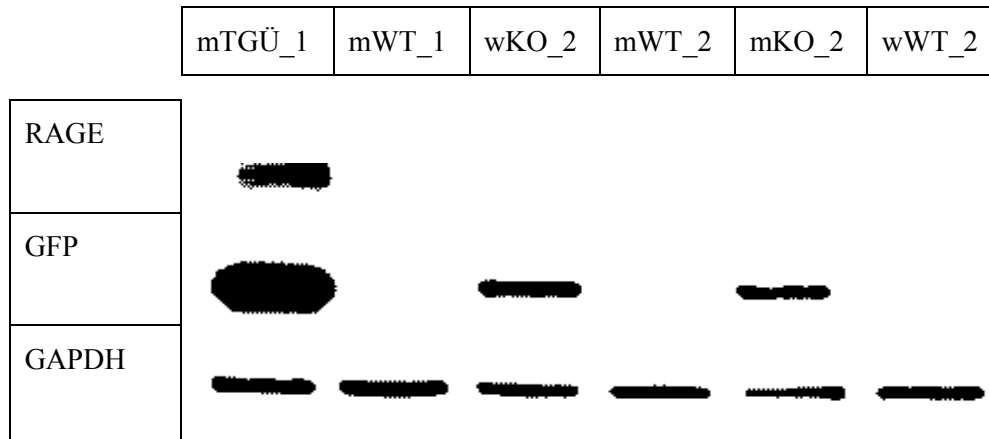 mTGÜ_1 mWT_1 wKO_2 mWT_2 mKO_2 wWT_2
RAGE
GFP
GAPDH